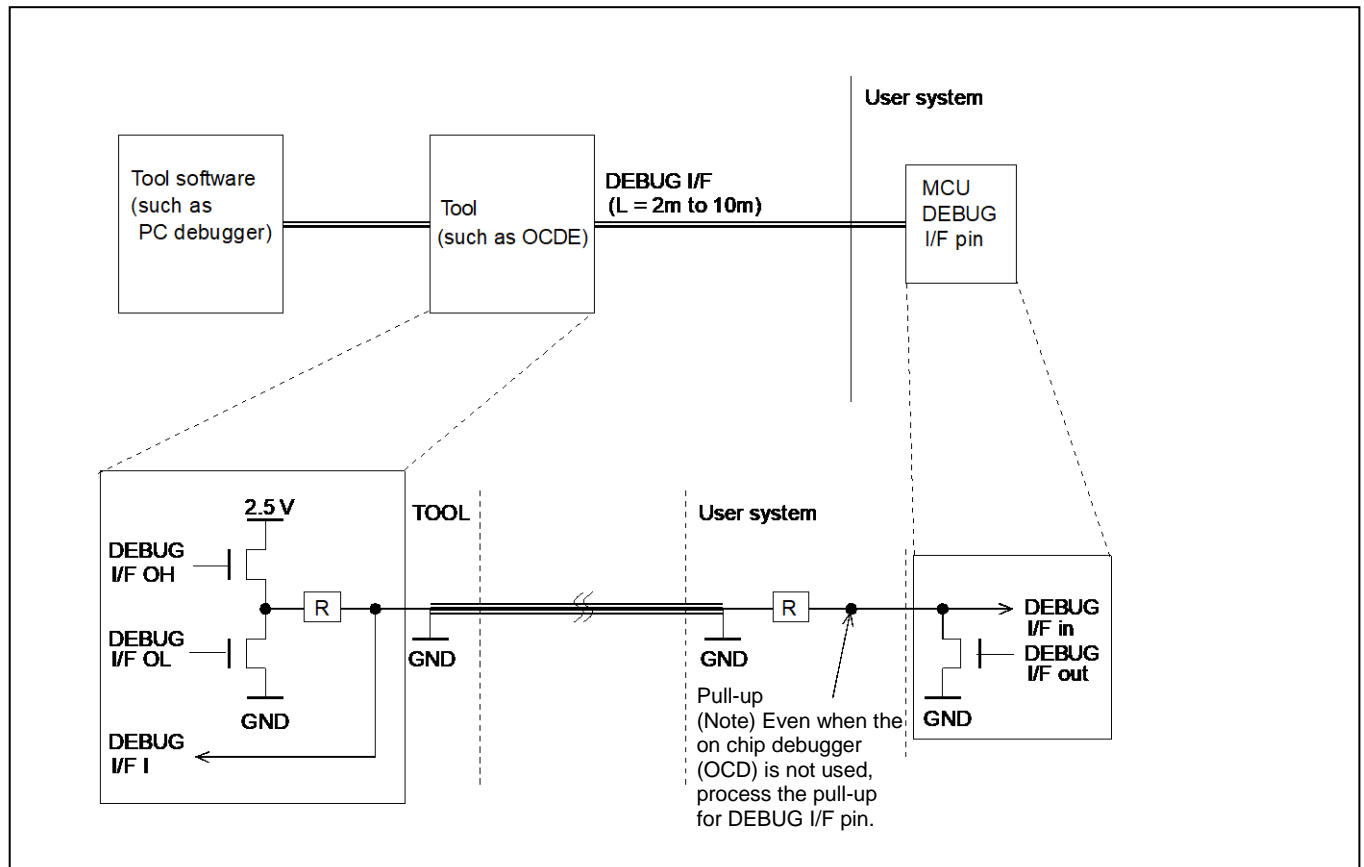 User system
Tool software
(such as
PC debugger)
Tool
(such as OCDE)
DEBUG I/F
(L = 2m to 10m)
MCU
DEBUG
I/F pin
2.5 V
TOOL
User system
DEBUG
I/F OH
R
R
DEBUG
I/F in
DEBUG
I/F OL
GND
GND
DEBUG
I/F out
GND
GND
DEBUG
I/F I
Pull-up
(Note) Even when the
on chip debugger
(OCD) is not used,
process the pull-up
for DEBUG I/F pin.